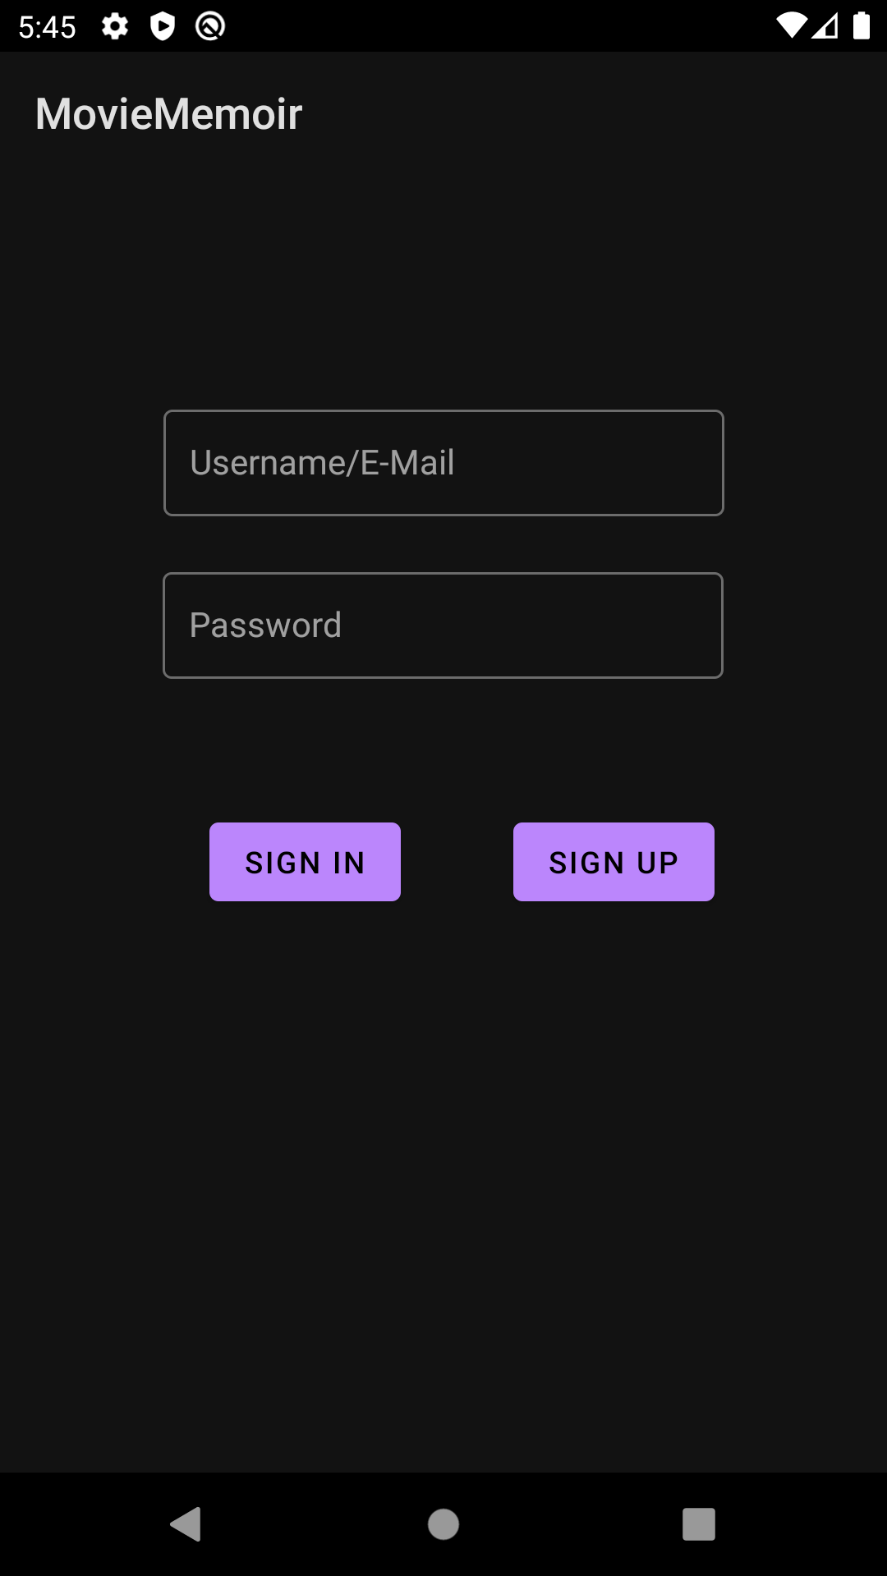 5:45
MovieMemoir
Username/E-Mail
Password
SIGN IN SIGN UP